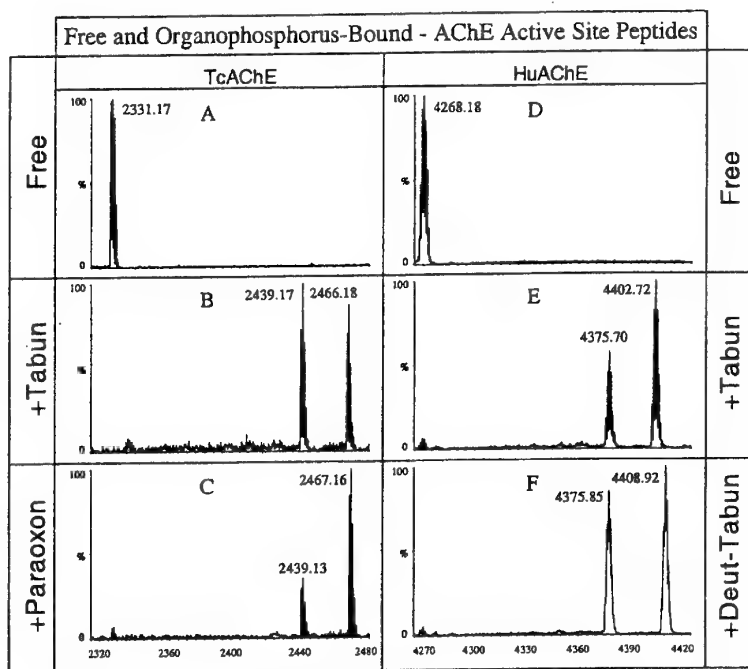 Free and Organophosphorus-Bound - AChE Active Site Peptides
TcAChE
HuAChE
Free
100
%
0
2331.17
A
100
%
0
4268.18
D
Free
+Tabun
100
%
0
B
2439.17
2466.18
100
%
0
E
4375.70
4402.72
+Tabun
+Paraoxon
100
%
0
C
2439.13
2467.16
2320
2360
2400
2440
2480
100
%
0
F
4375.85
4408.92
4270
4300
4330
4360
4190
4420
+Deut-Tabun